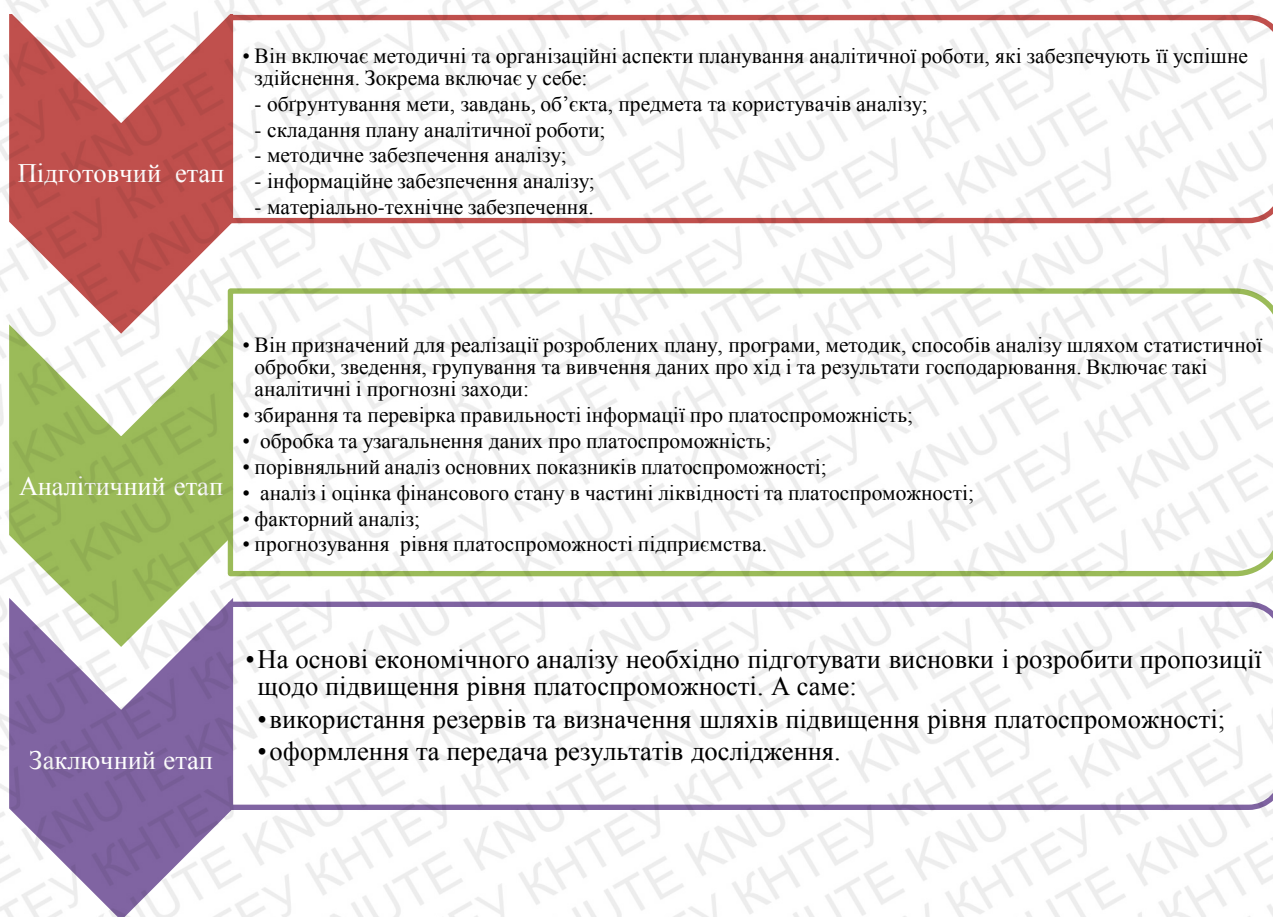 Підготовчий етап
• Він включає методичні та організаційні аспекти планування аналітичної роботи, які забезпечують її успішне
здійснення. Зокрема включає у себе:
- обґрунтування мети, завдань, об’єкта, предмета та користувачів аналізу;
- складання плану аналітичної роботи;
- методичне забезпечення аналізу;
- інформаційне забезпечення аналізу;
- матеріально-технічне забезпечення.
Аналітичний етап
• Він призначений для реалізації розроблених плану, програми, методик, способів аналізу шляхом статистичної
обробки, зведення, групування та вивчення даних про хід і та результати господарювання. Включає такі
аналітичні і прогнозні заходи:
• збирання та перевірка правильності інформації про платоспроможність;
• обробка та узагальнення даних про платоспроможність;
• порівняльний аналіз основних показників платоспроможності;
• аналіз і оцінка фінансового стану в частині ліквідності та платоспроможності;
• факторний аналіз;
• прогнозування рівня платоспроможності підприємства.
Заключний етап
• На основі економічного аналізу необхідно підготувати висновки і розробити пропозиції
щодо підвищення рівня платоспроможності. А саме:
• використання резервів та визначення шляхів підвищення рівня платоспроможності;
• оформлення та передача результатів дослідження.